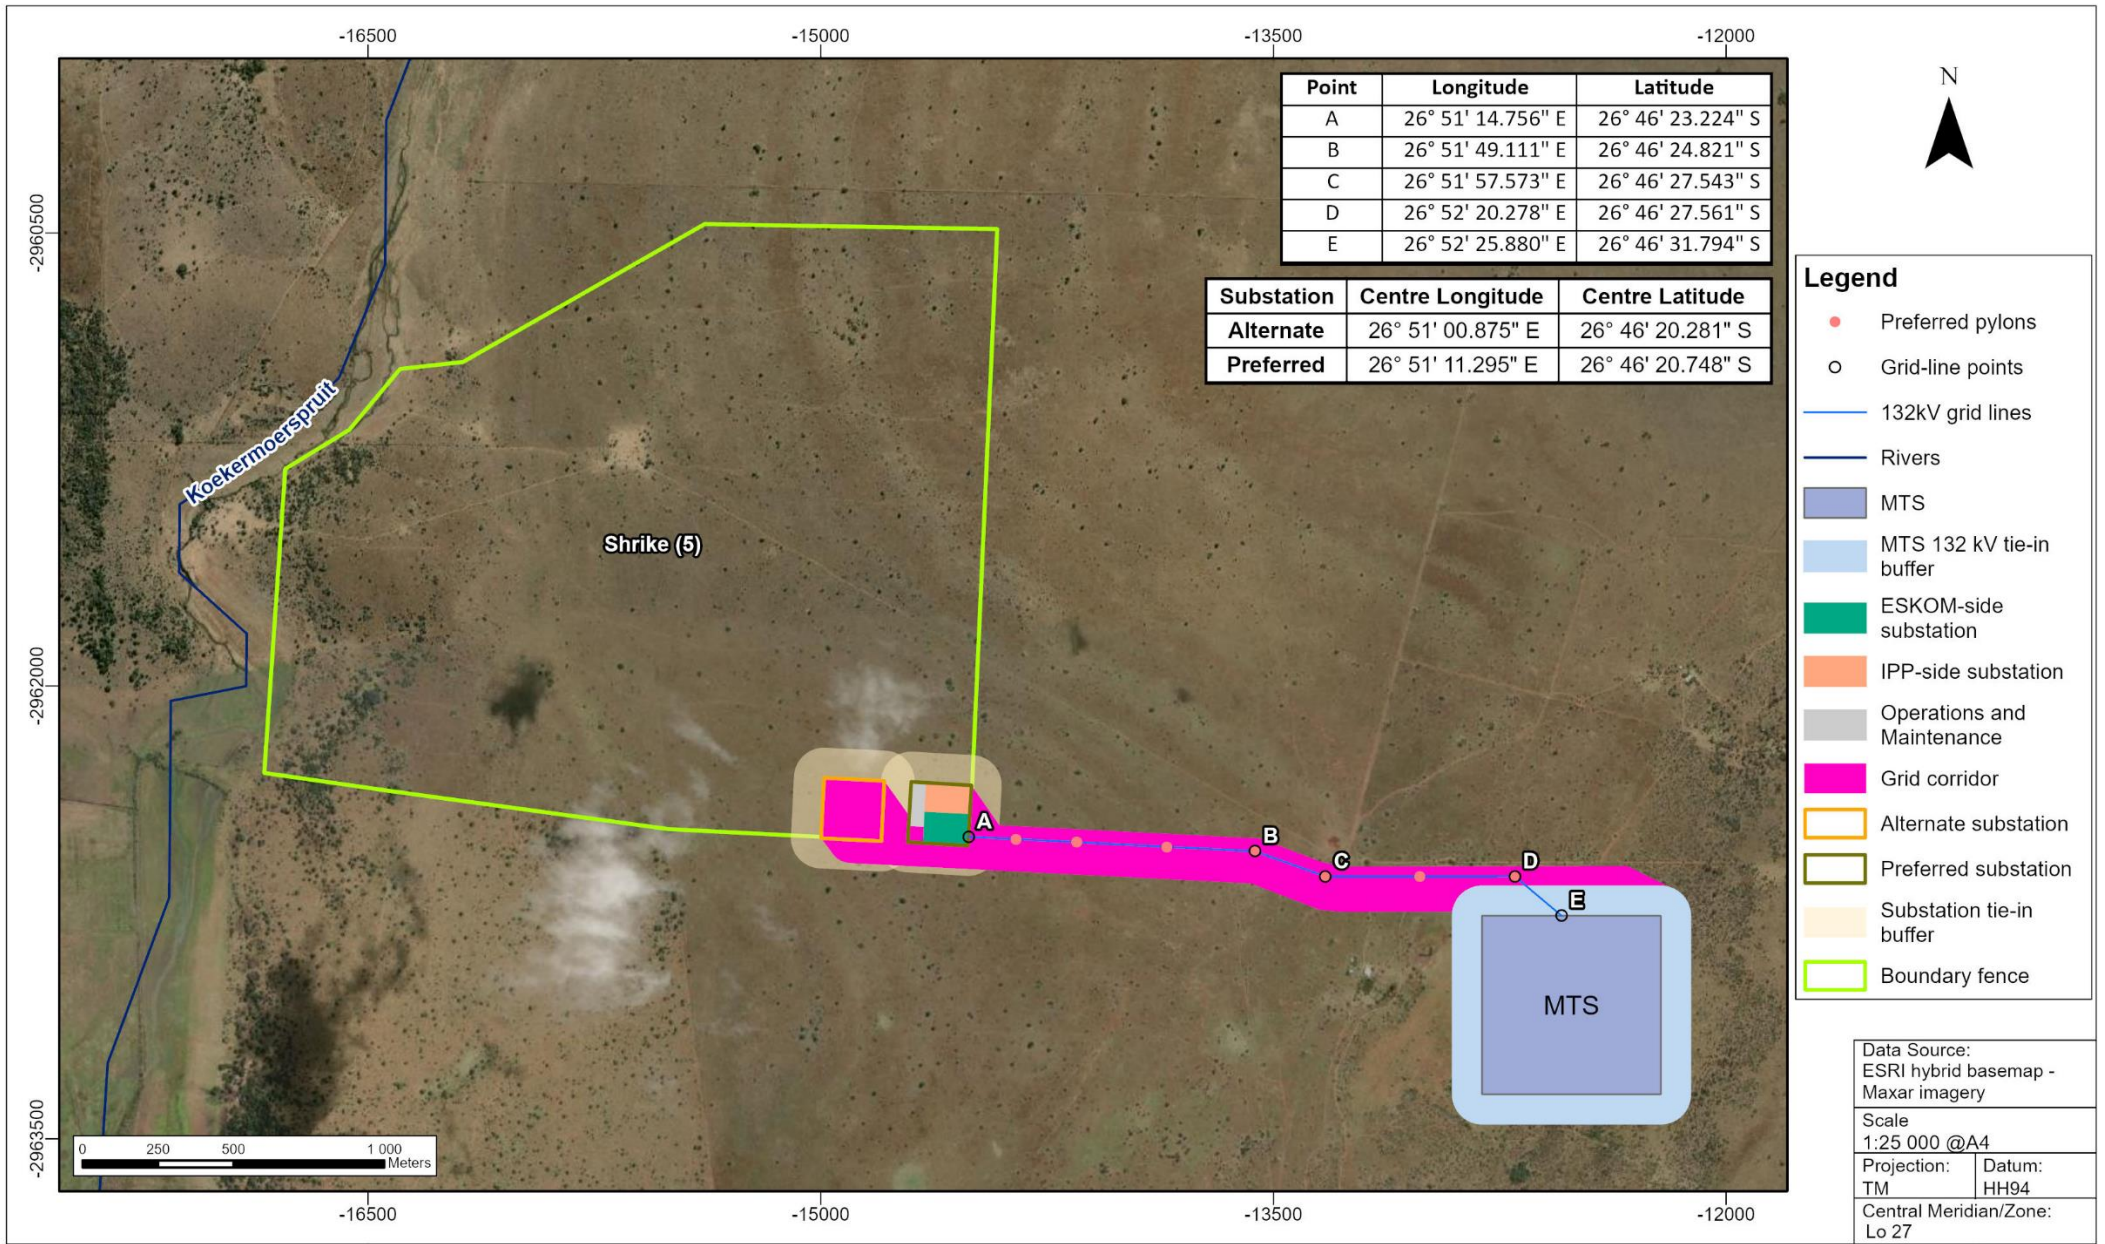 -16500 -15000 -13500 -12000
N
Point Longitude Latitude
A 26° 51' 14.756" E 26° 46' 23.224" S
B 26° 51' 49.111" E 26° 46' 24.821" S
C 26° 51' 57.573" E 26° 46' 27.543" S
D 26° 52' 20.278" E 26° 46' 27.561" S
E 26° 52' 25.880" E 26° 46' 31.794" S
Substation Centre Longitude Centre Latitude
Alternate 26° 51' 00.875" E 26° 46' 20.281" S
Preferred 26° 51' 11.295" E 26° 46' 20.748" S
-2960500
-2962000
-2963500
Koekermoerspruit
Shrike (5)
A
B
C
D
E
MTS
0 250 500 1 000
Meters
-16500 -15000 -13500 -12000
Legend
Preferred pylons
Grid-line points
132kV grid lines
Rivers
MTS
MTS 132 kV tie-in
buffer
ESKOM-side
substation
IPP-side substation
Operations and
Maintenance
Grid corridor
Alternate substation
Preferred substation
Substation tie-in
buffer
Boundary fence
Data Source:
ESRI hybrid basemap -
Maxar imagery
Scale
1:25 000 @A4
Projection: Datum:
TM HH94
Central Meridian/Zone:
Lo 27